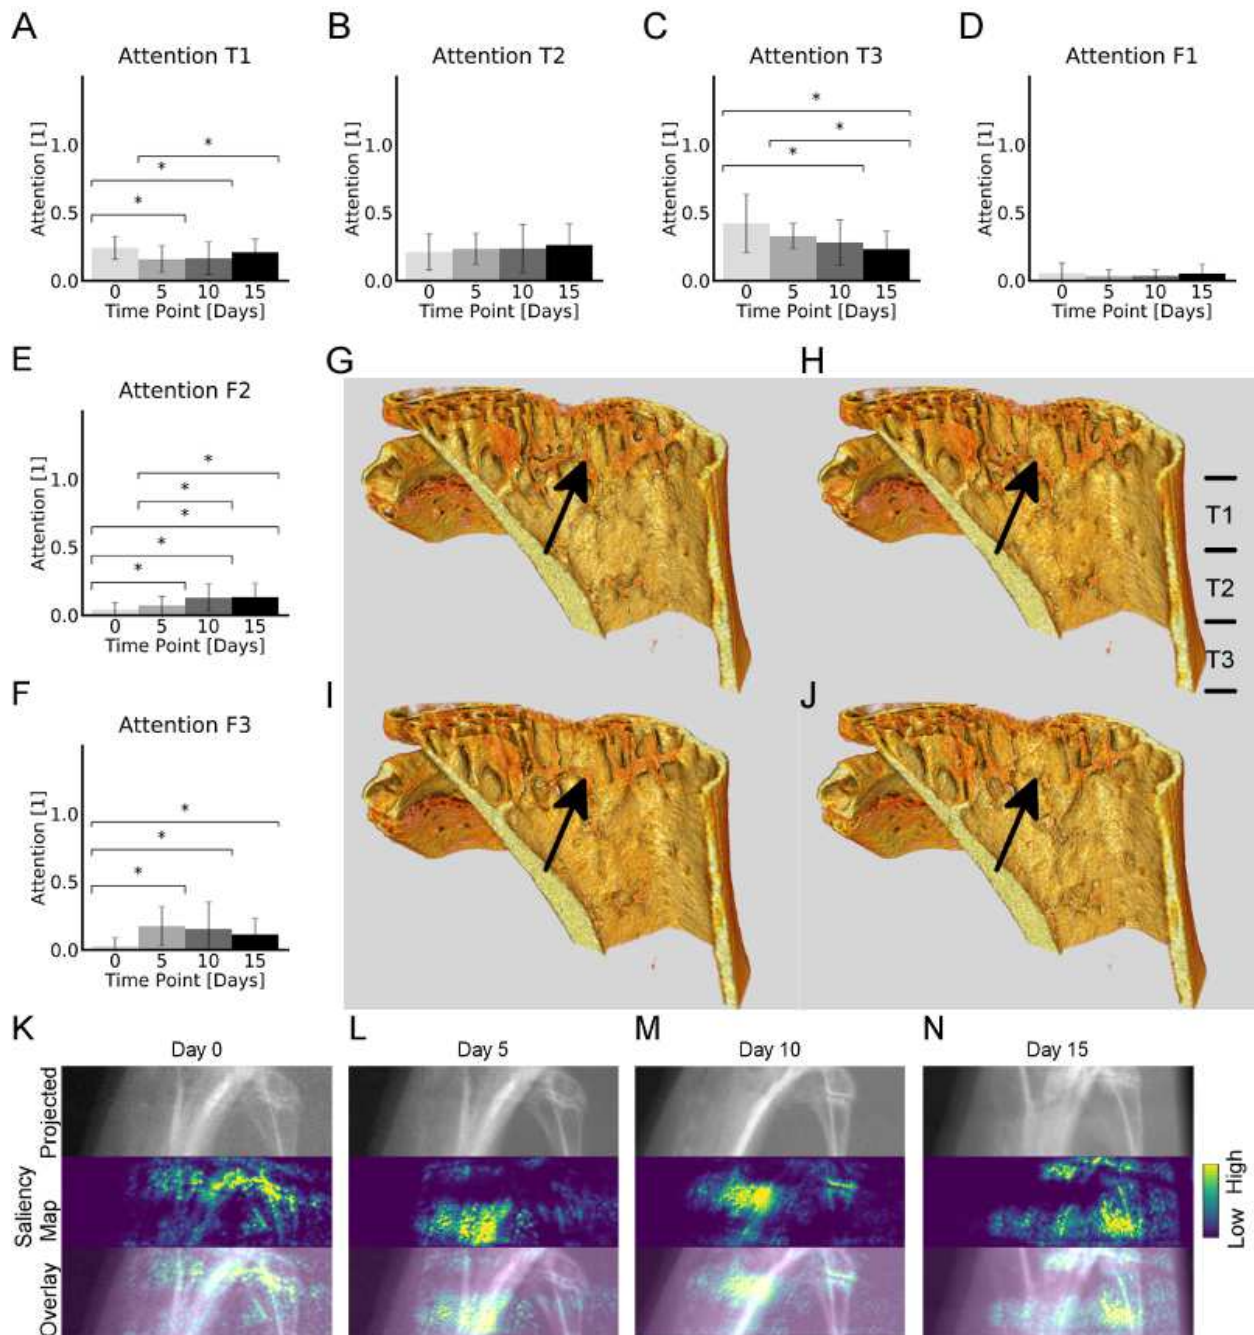 A B C D
Attention T1 Attention T2 Attention T3 Attention F1
Attention [1] 1.0 0.5 0.0 * * *
0 5 10 15
Time Point [Days]
Attention [1] 1.0 0.5 0.0
0 5 10 15
Time Point [Days]
Attention [1] 1.0 0.5 0.0 * * *
0 5 10 15
Time Point [Days]
Attention [1] 1.0 0.5 0.0
0 5 10 15
Time Point [Days]
E G H
Attention F2
Attention [1] 1.0 0.5 0.0 * * * * *
0 5 10 15
Time Point [Days]
T1
T2
T3
F I J
Attention F3
Attention [1] 1.0 0.5 0.0 * * *
0 5 10 15
Time Point [Days]
K L M N
Day 0 Day 5 Day 10 Day 15
Projected
Saliency
Map
Overlay
Low High